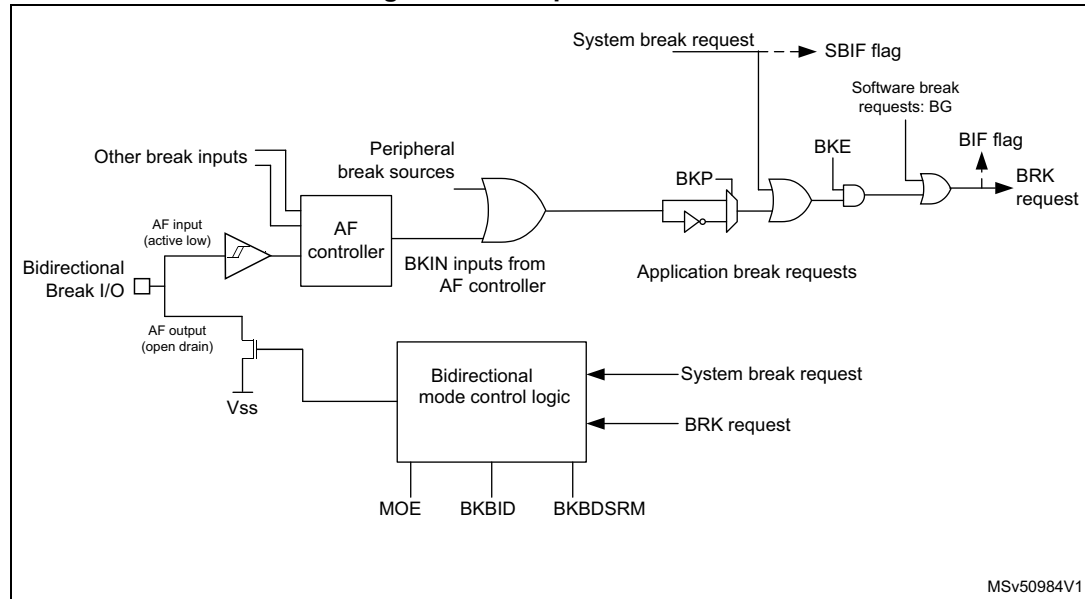 System break request
SBIF flag
Software break
requests: BG
BIF flag
BKE
BRK
request
Peripheral
break sources
Other break inputs
BKP
AF input
(active low)
AF
controller
BKIN inputs from
AF controller
Application break requests
Bidirectional
Break I/O
AF output
(open drain)
Vss
Bidirectional
mode control logic
System break request
BRK request
MOE
BKBID
BKBDSRM
MSv50984V1